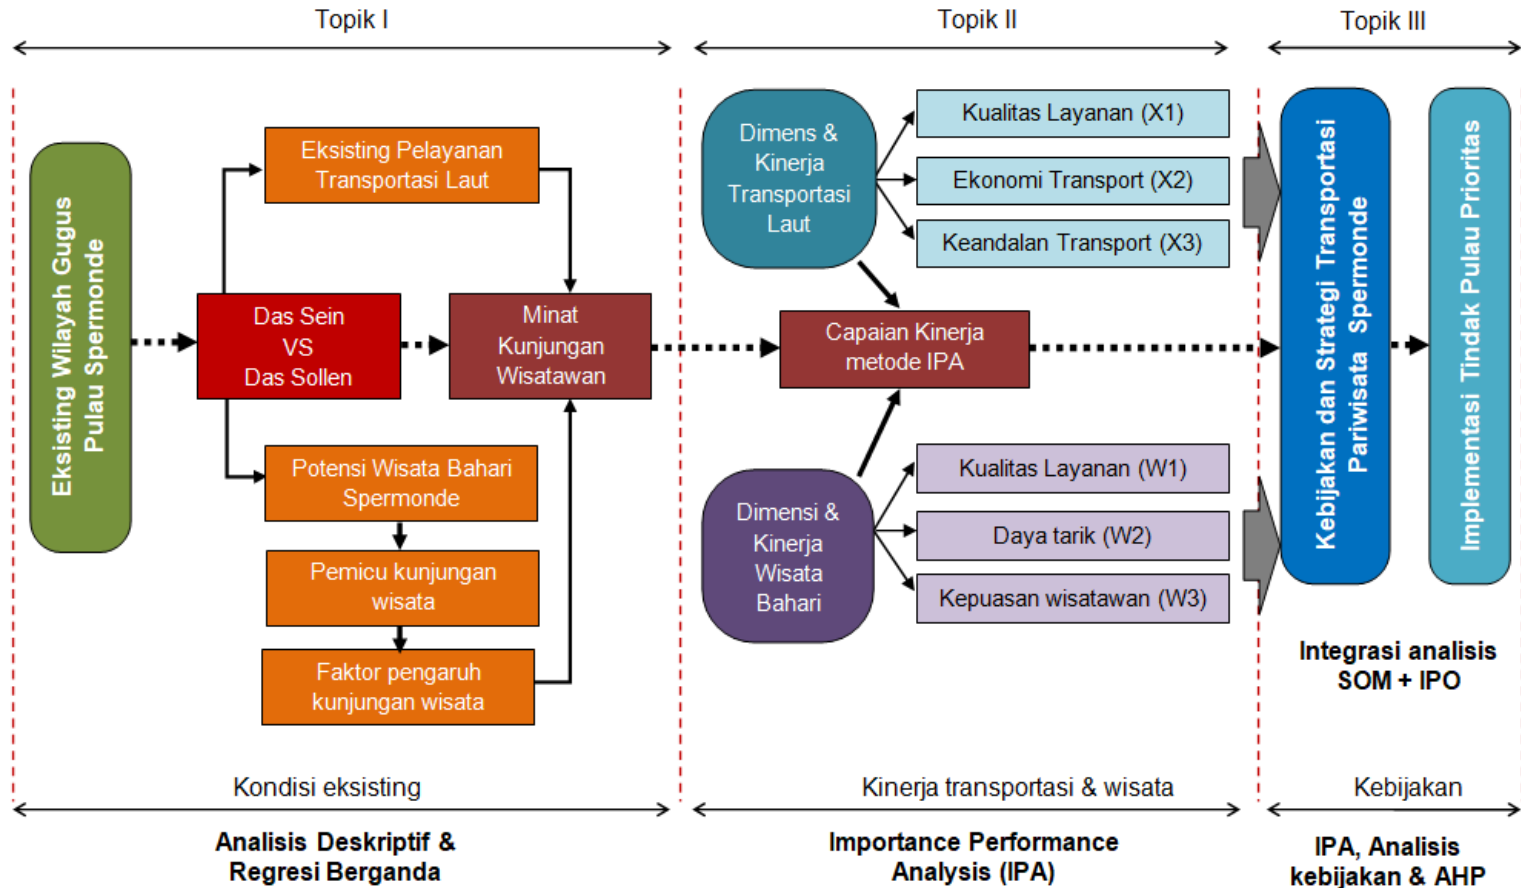 Topik I
Topik II
Topik III
Eksisting Wilayah Gugus
Pulau Spermonde
Eksisting Pelayanan
Transportasi Laut
Das Sein
VS
Das Sollen
Minat
Kunjungan
Wisatawan
Potensi Wisata Bahari
Spermonde
Pemicu kunjungan
wisata
Faktor pengaruh
kunjungan wisata
Dimens &
Kinerja
Transportasi
Laut
Kualitas Layanan (X1)
Ekonomi Transport (X2)
Keandalan Transport (X3)
Capaian Kinerja
metode IPA
Dimensi &
Kinerja
Wisata
Bahari
Kualitas Layanan (W1)
Daya tarik (W2)
Kepuasan wisatawan (W3)
Kebijakan dan Strategi Transportasi
Pariwisata Spermonde
Implementasi Tindak Pulau Prioritas
Integrasi analisis
SOM + IPO
Kondisi eksisting
Kinerja transportasi & wisata
Kebijakan
Analisis Deskriptif &
Regresi Berganda
Importance Performance
Analysis (IPA)
IPA, Analisis
kebijakan & AHP